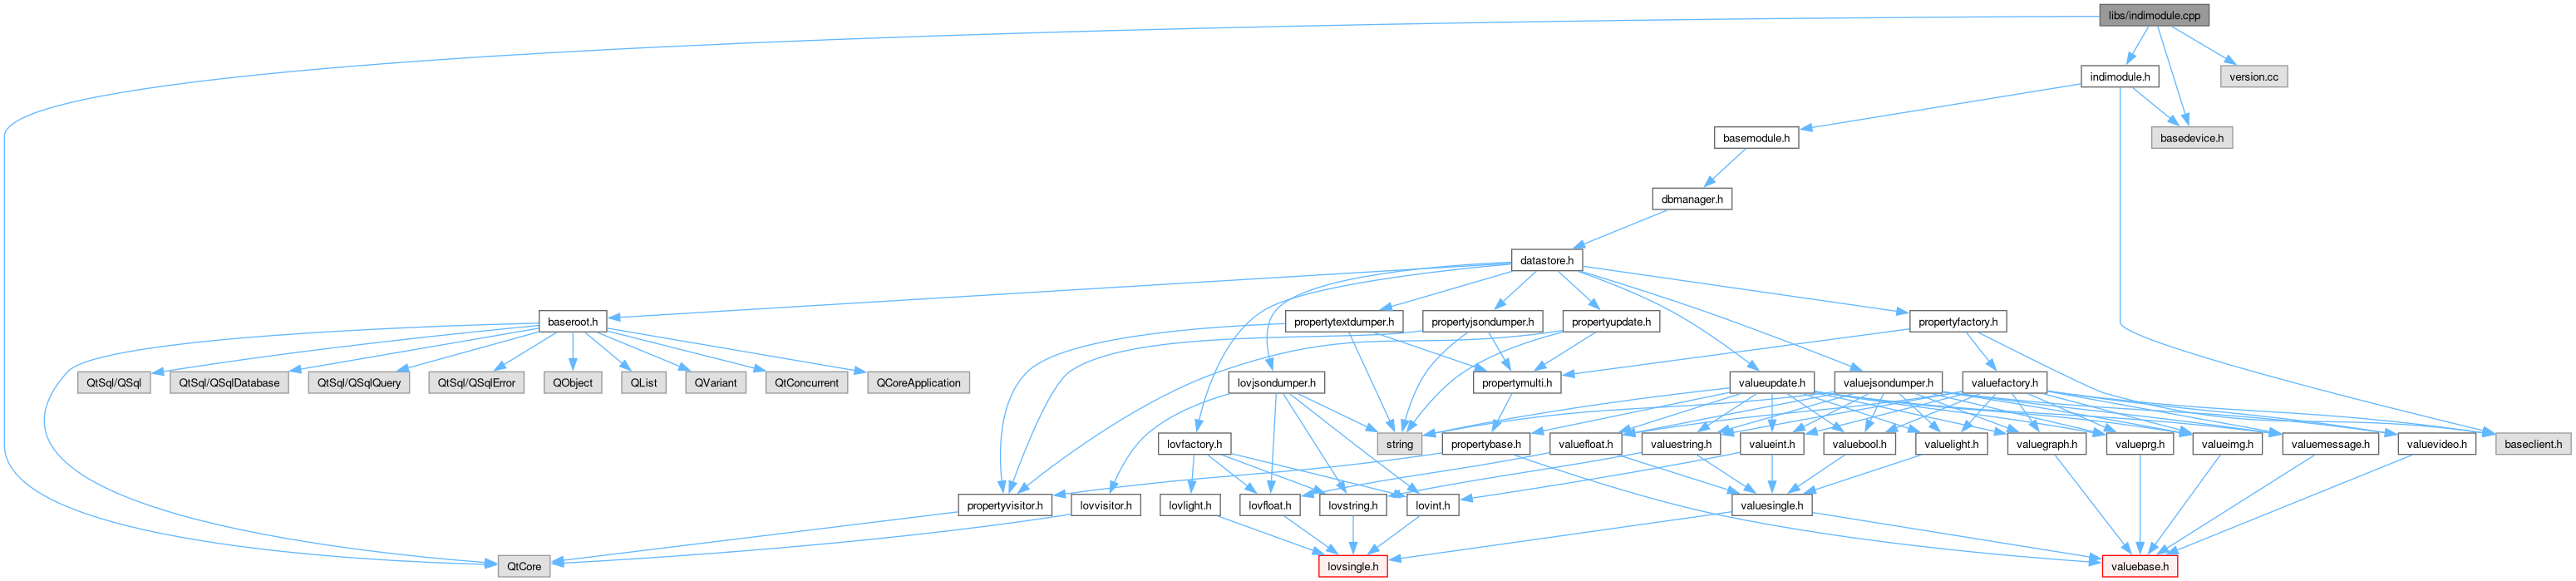 libs/indimodule.cpp
indimodule.h
version.cc
basemodule.h
basedevice.h
dbmanager.h
datastore.h
baseroot.h
propertytextdumper.h
propertyjsondumper.h
propertyupdate.h
propertyfactory.h
QtSql/QSql
QtSql/QSqlDatabase
QtSql/QSqlQuery
QtSql/QSqlError
QObject
QList
QVariant
QtConcurrent
QCoreApplication
lovjsondumper.h
propertymulti.h
valueupdate.h
valuejsondumper.h
valuefactory.h
lovfactory.h
string
propertybase.h
valuefloat.h
valuestring.h
valueint.h
valuebool.h
valuelight.h
valuegraph.h
valueprg.h
valueimg.h
valuemessage.h
valuevideo.h
baseclient.h
propertyvisitor.h
lovvisitor.h
lovlight.h
lovfloat.h
lovstring.h
lovint.h
valuesingle.h
QtCore
lovsingle.h
valuebase.h